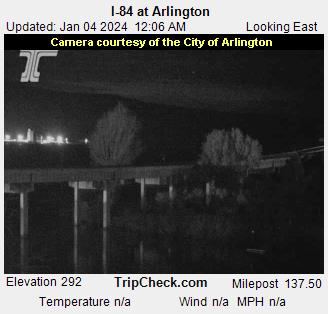 I-84 at Arlington
Updated: Jan 04 2024 12:06 AM Looking East
Camera courtesy of the City of Arlington
Elevation 292 TripCheck.com Milepost 137.50
Temperature n/a Wind n/a MPH n/a